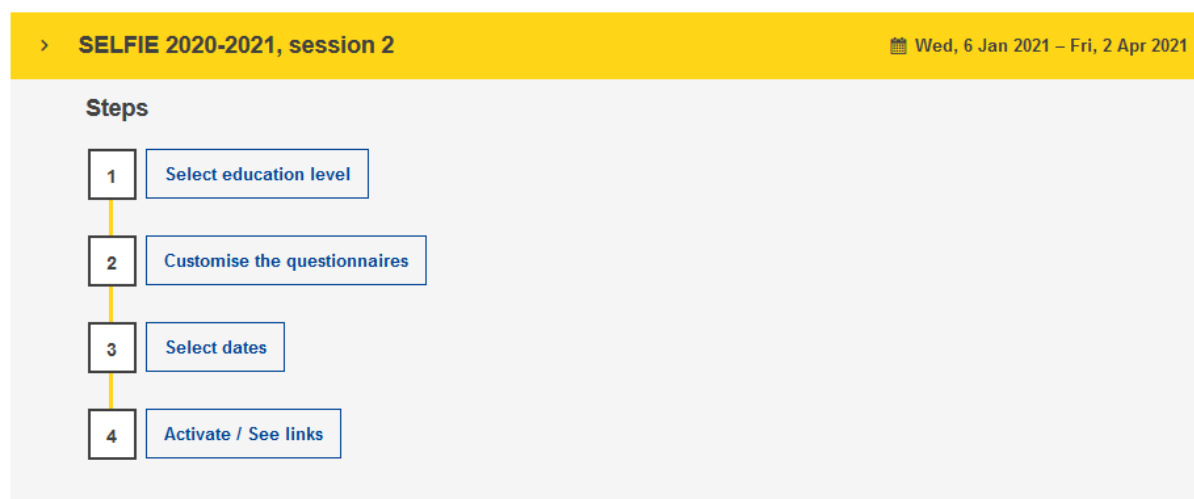 SELFIE 2020-2021, session 2
Wed, 6 Jan 2021 – Fri, 2 Apr 2021
Steps
1 Select education level
2 Customise the questionnaires
3 Select dates
4 Activate / See links